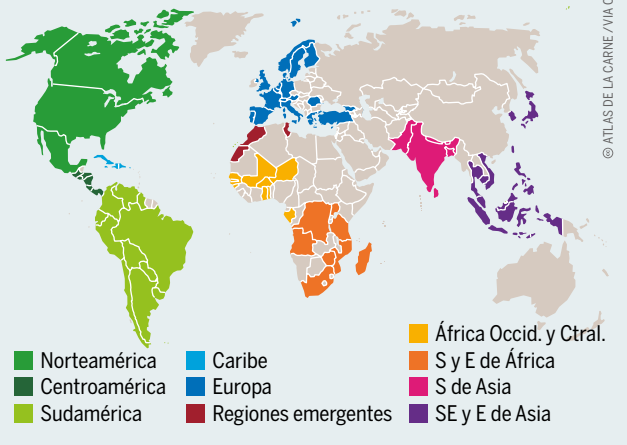 © ATLAS DE LA CARNE / VIA C
Norteamérica
Centroamérica
Sudamérica
Caribe
Europa
Regiones emergentes
África Occid. y Ctral.
S y E de África
S de Asia
SE y E de Asia